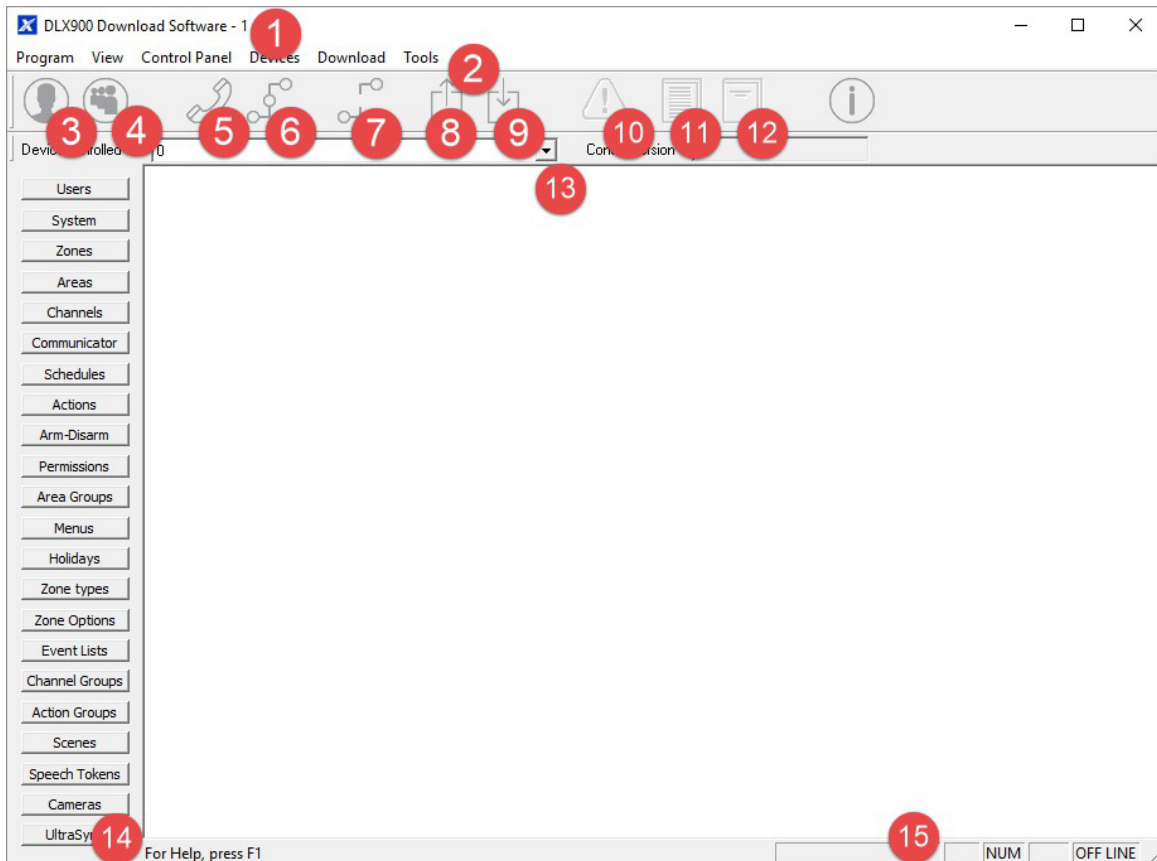 DLX900 Download Software - 1
1
Program View Control Panel Devices Download Tools
2
3 4 5 6 7 8 9 10 11 12
0
13
Users
System
Zones
Areas
Channels
Communicator
Schedules
Actions
Arm-Disarm
Permissions
Area Groups
Menus
Holidays
Zone types
Zone Options
Event Lists
Channel Groups
Action Groups
Scenes
Speech Tokens
Cameras
14 15
For Help, press F1 NUM OFF LINE